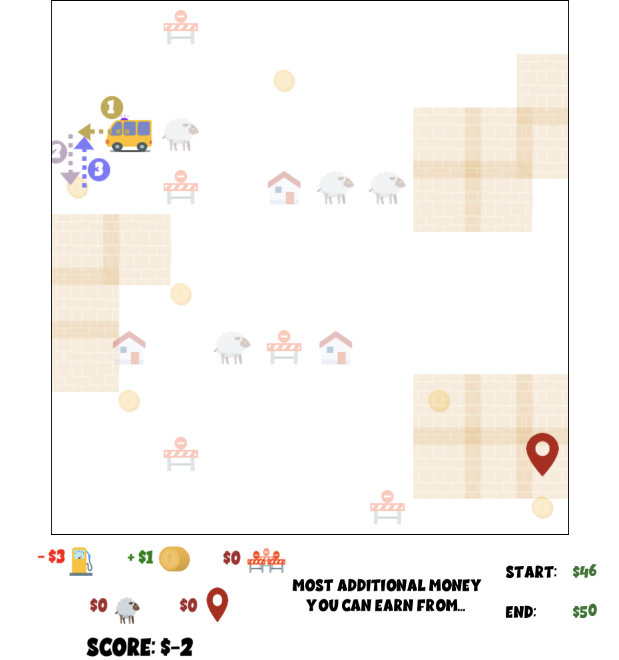 1
2
3
- $3
+ $1
$0
$0
$0
MOST ADDITIONAL MONEY
YOU CAN EARN FROM...
START: $46
END: $50
SCORE: $-2